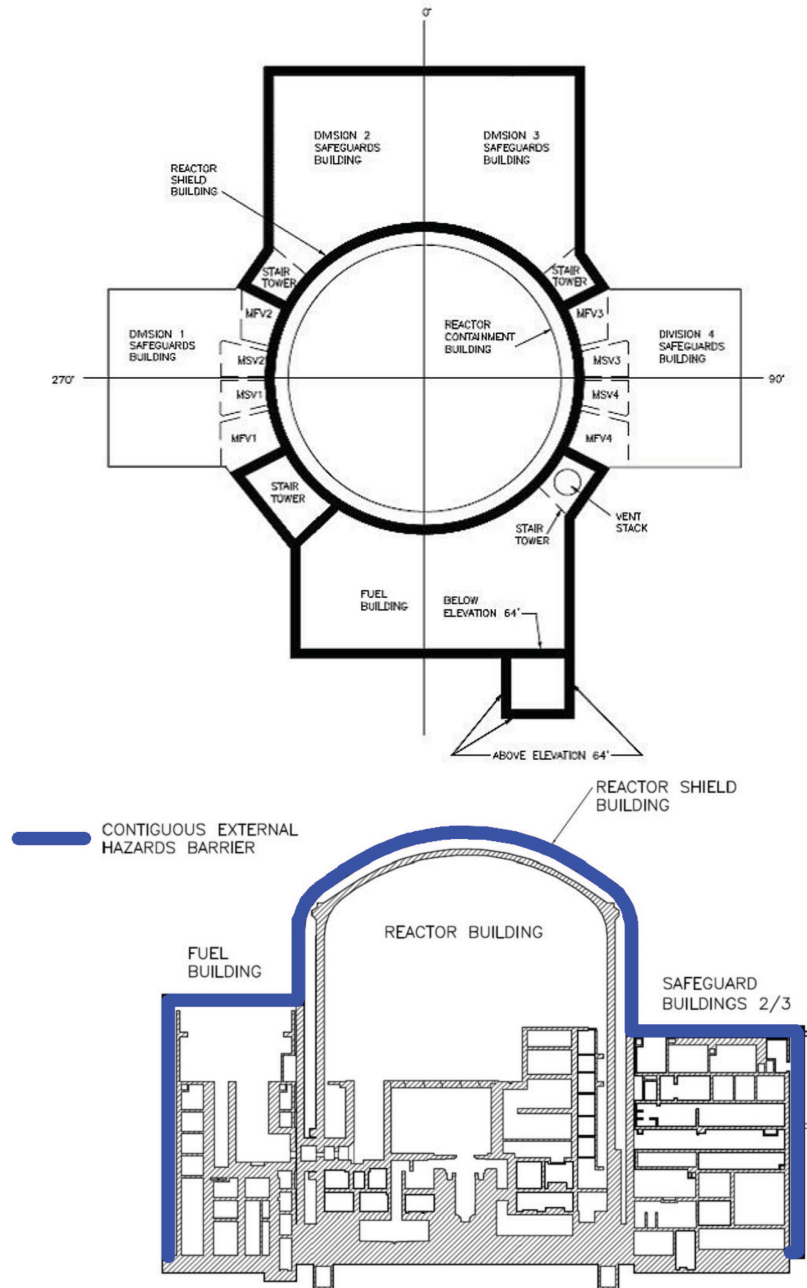 0°
DIVISION 2
SAFEGUARDS
BUILDING
DIVISION 3
SAFEGUARDS
BUILDING
REACTOR
SHIELD
BUILDING
STAIR
TOWER
STAIR
TOWER
MFV2
MFV3
DIVISION 1
SAFEGUARDS
BUILDING
REACTOR
CONTAINMENT
BUILDING
DIVISION 4
SAFEGUARDS
BUILDING
MSV2
MSV3
270°
90°
MSV1
MSV4
MFV1
MFV4
STAIR
TOWER
STAIR
TOWER
VENT
STACK
FUEL
BUILDING
BELOW
ELEVATION 64'
ABOVE ELEVATION 64'
REACTOR SHIELD
BUILDING
CONTIGUOUS EXTERNAL
HAZARDS BARRIER
REACTOR BUILDING
FUEL
BUILDING
SAFEGUARD
BUILDINGS 2/3